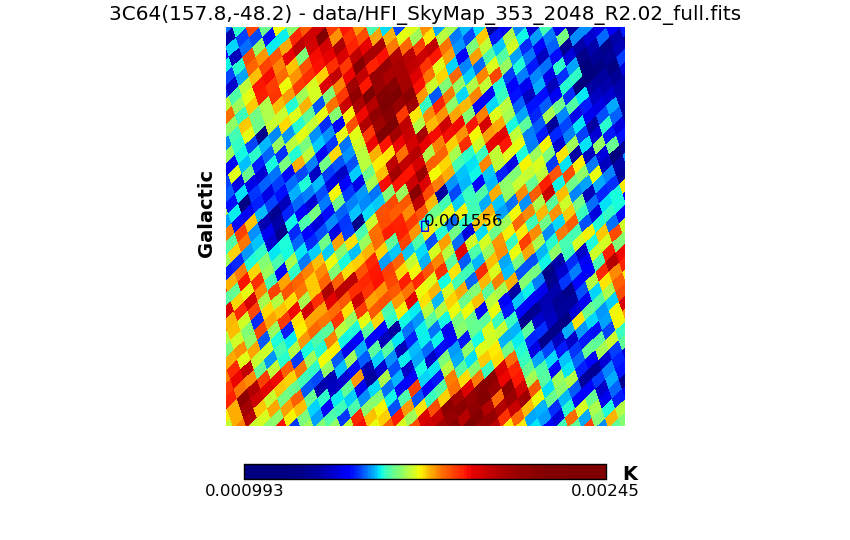 3C64(157.8,-48.2) - data/HFI_SkyMap_353_2048_R2.02_full.fits
Galactic
0.001556
K
0.000993
0.00245